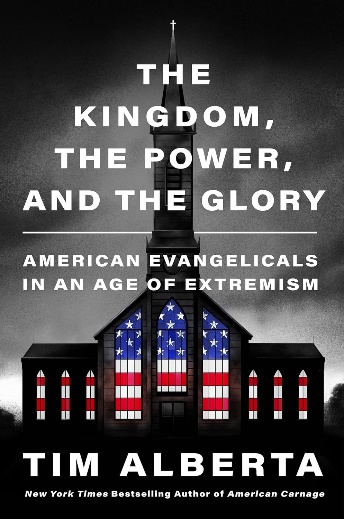 THE
KINGDOM,
THE POWER,
AND THE GLORY
AMERICAN EVANGELICALS
IN AN AGE OF EXTREMISM
TIM ALBERTA
New York Times Bestselling Author of American Carnage